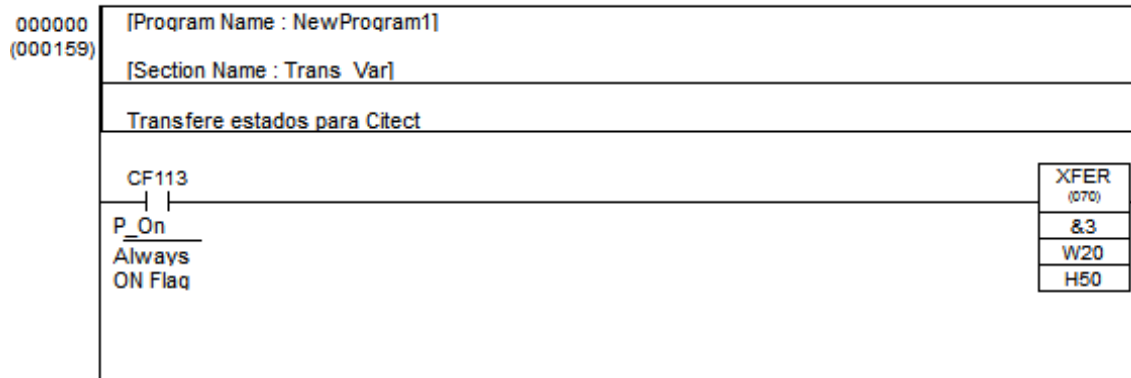 000000
(000159)
[Program Name : NewProgram1]
[Section Name : Trans_Var]
Transfere estados para Citect
CF113
P_On
Always
ON Flag
XFER
(070)
&3
W20
H50